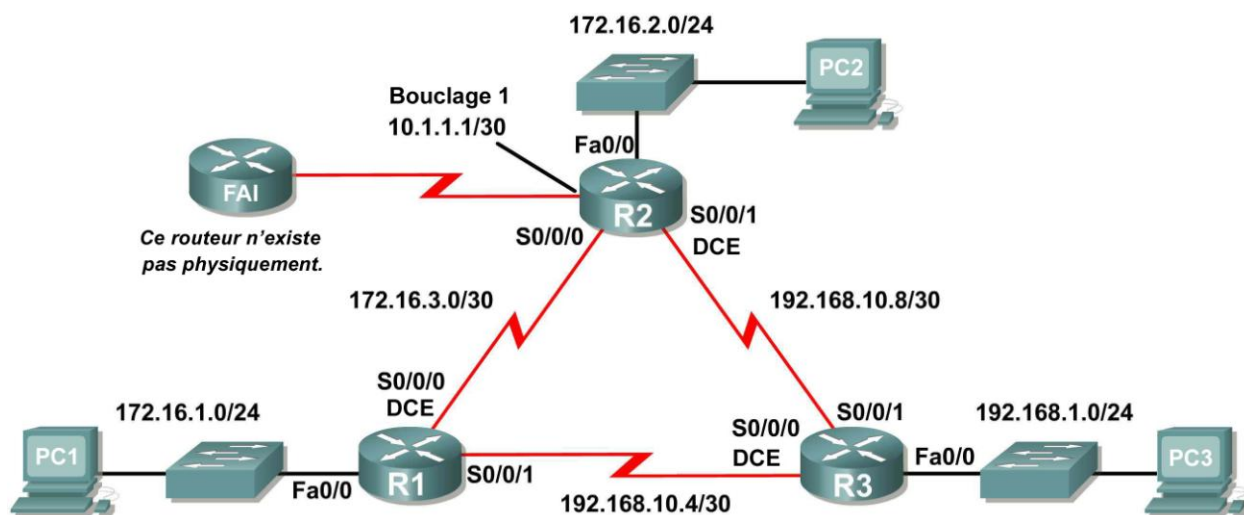 172.16.2.0/24
PC2
Bouclage 1
10.1.1.1/30
Fa0/0
FAI
R2
S0/0/1
DCE
S0/0/0
Ce routeur n'existe
pas physiquement.
172.16.3.0/30
192.168.10.8/30
S0/0/0
DCE
172.16.1.0/24
S0/0/1
192.168.1.0/24
S0/0/0
DCE
PC1
R1
S0/0/1
Fa0/0
R3
Fa0/0
PC3
192.168.10.4/30